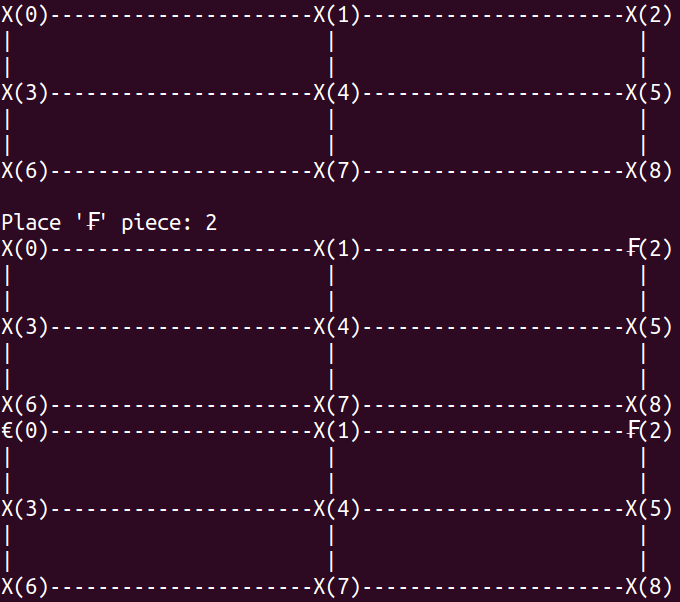 X(0)----------------------X(1)----------------------X(2)
|                          |                          |
|                          |                          |
X(3)----------------------X(4)----------------------X(5)
|                          |                          |
|                          |                          |
X(6)----------------------X(7)----------------------X(8)

Place '₣' piece: 2
X(0)----------------------X(1)----------------------₣(2)
|                          |                          |
|                          |                          |
X(3)----------------------X(4)----------------------X(5)
|                          |                          |
|                          |                          |
X(6)----------------------X(7)----------------------X(8)
€(0)----------------------X(1)----------------------₣(2)
|                          |                          |
|                          |                          |
X(3)----------------------X(4)----------------------X(5)
|                          |                          |
|                          |                          |
X(6)----------------------X(7)----------------------X(8)